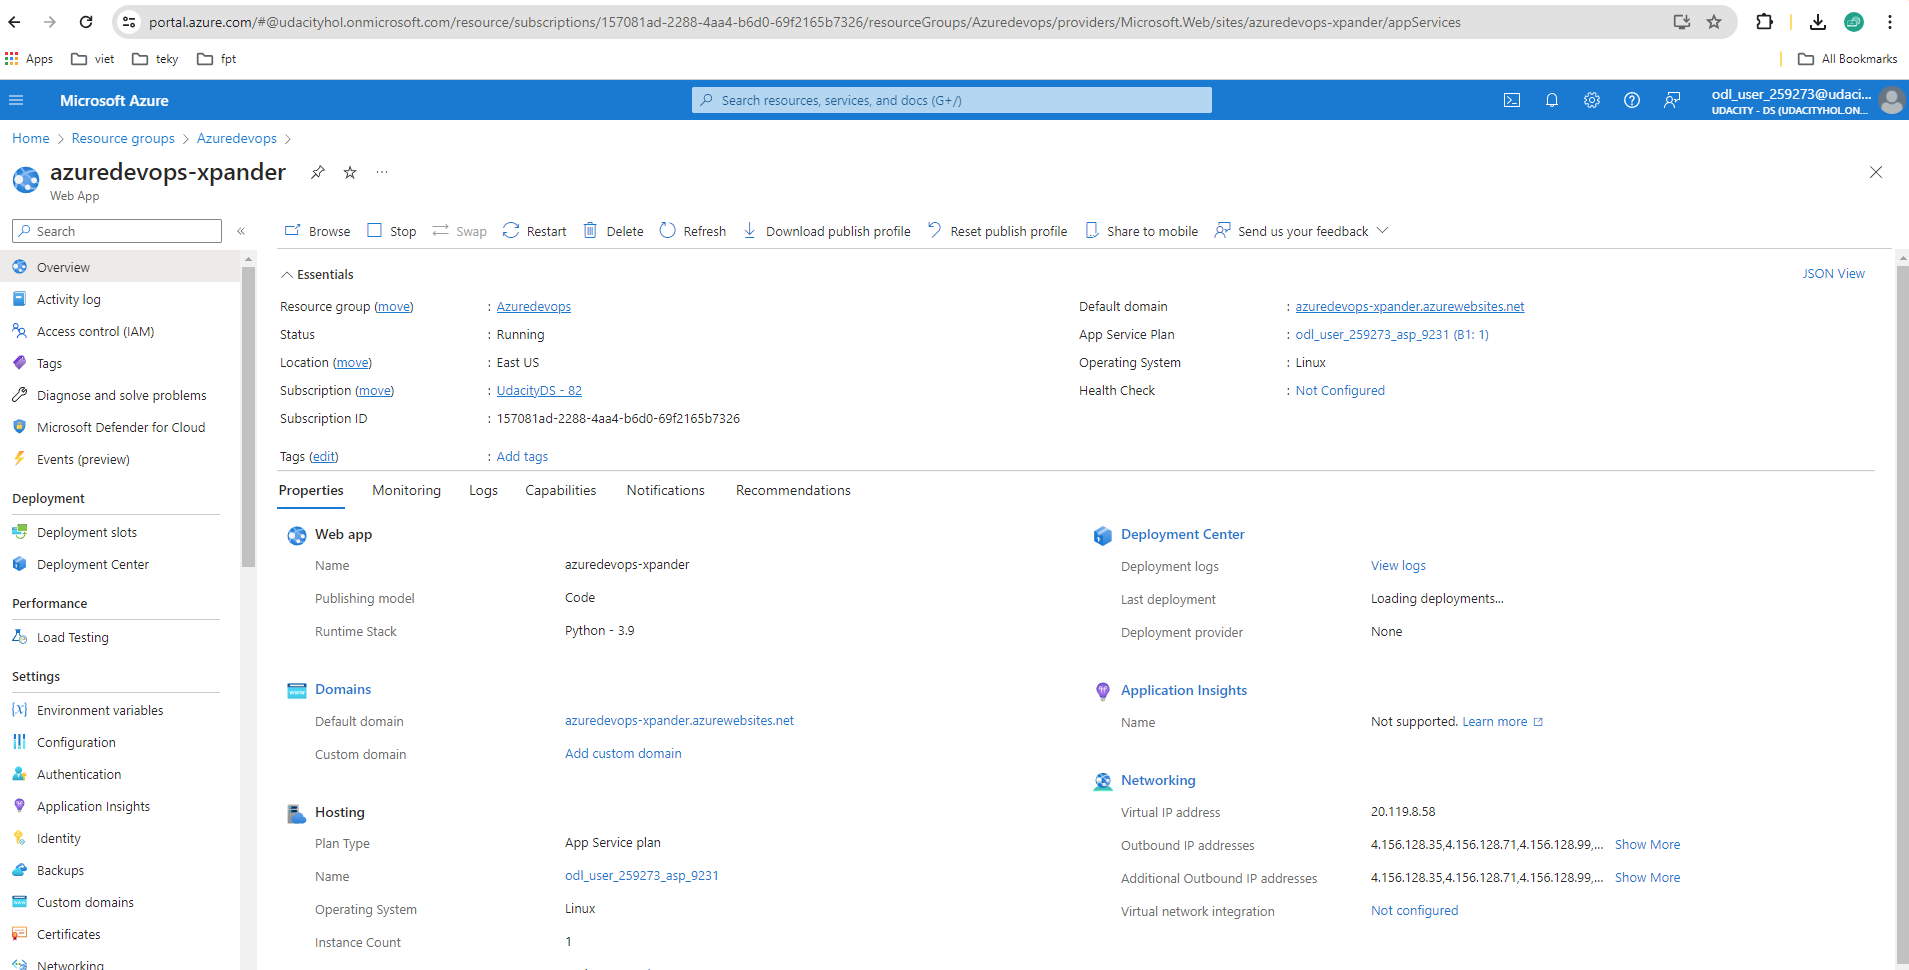 portal.azure.com/#@udacityhol.onmicrosoft.com/resource/subscriptions/157081ad-2288-4aa4-b6d0-69f2165b7326/resourceGroups/Azuredevops/providers/Microsoft.Web/sites/azuredevops-xpander/appServices
Apps viet teky fpt All Bookmarks
Microsoft Azure Search resources, services, and docs (G+/) odl_user_259273@udaci...
UDACITY - DS (UDACITYHOL.ON...
Home > Resource groups > Azuredevops >
azuredevops-xpander ...
Web App
Search «
Browse Stop Swap Restart Delete Refresh Download publish profile Reset publish profile Share to mobile Send us your feedback
Overview
Activity log
Access control (IAM)
Tags
Diagnose and solve problems
Microsoft Defender for Cloud
Events (preview)
Deployment
Deployment slots
Deployment Center
Performance
Load Testing
Settings
Environment variables
Configuration
Authentication
Application Insights
Identity
Backups
Custom domains
Certificates
Networking
Essentials JSON View
Resource group (move) : Azuredevops
Status : Running
Location (move) : East US
Subscription (move) : UdacityDS - 82
Subscription ID : 157081ad-2288-4aa4-b6d0-69f2165b7326
Default domain : azuredevops-xpander.azurewebsites.net
App Service Plan : odl_user_259273_asp_9231 (B1: 1)
Operating System : Linux
Health Check : Not Configured
Tags (edit) : Add tags
Properties Monitoring Logs Capabilities Notifications Recommendations
Web app
Name azuredevops-xpander
Publishing model Code
Runtime Stack Python - 3.9
Domains
Default domain azuredevops-xpander.azurewebsites.net
Custom domain Add custom domain
Hosting
Plan Type App Service plan
Name odl_user_259273_asp_9231
Operating System Linux
Instance Count 1
Deployment Center
Deployment logs View logs
Last deployment Loading deployments...
Deployment provider None
Application Insights
Name Not supported. Learn more
Networking
Virtual IP address 20.119.8.58
Outbound IP addresses 4.156.128.35,4.156.128.71,4.156.128.99,... Show More
Additional Outbound IP addresses 4.156.128.35,4.156.128.71,4.156.128.99,... Show More
Virtual network integration Not configured